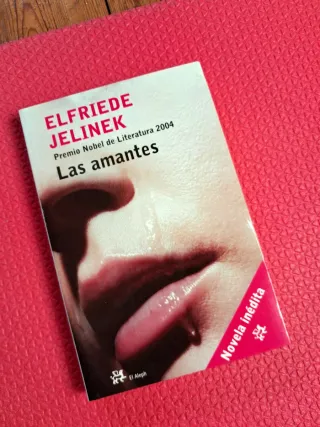 ELFRIEDE
JELINEK
Premio Nobel de Literatura 2004
Las amantes
Novela inédita
El Aleph